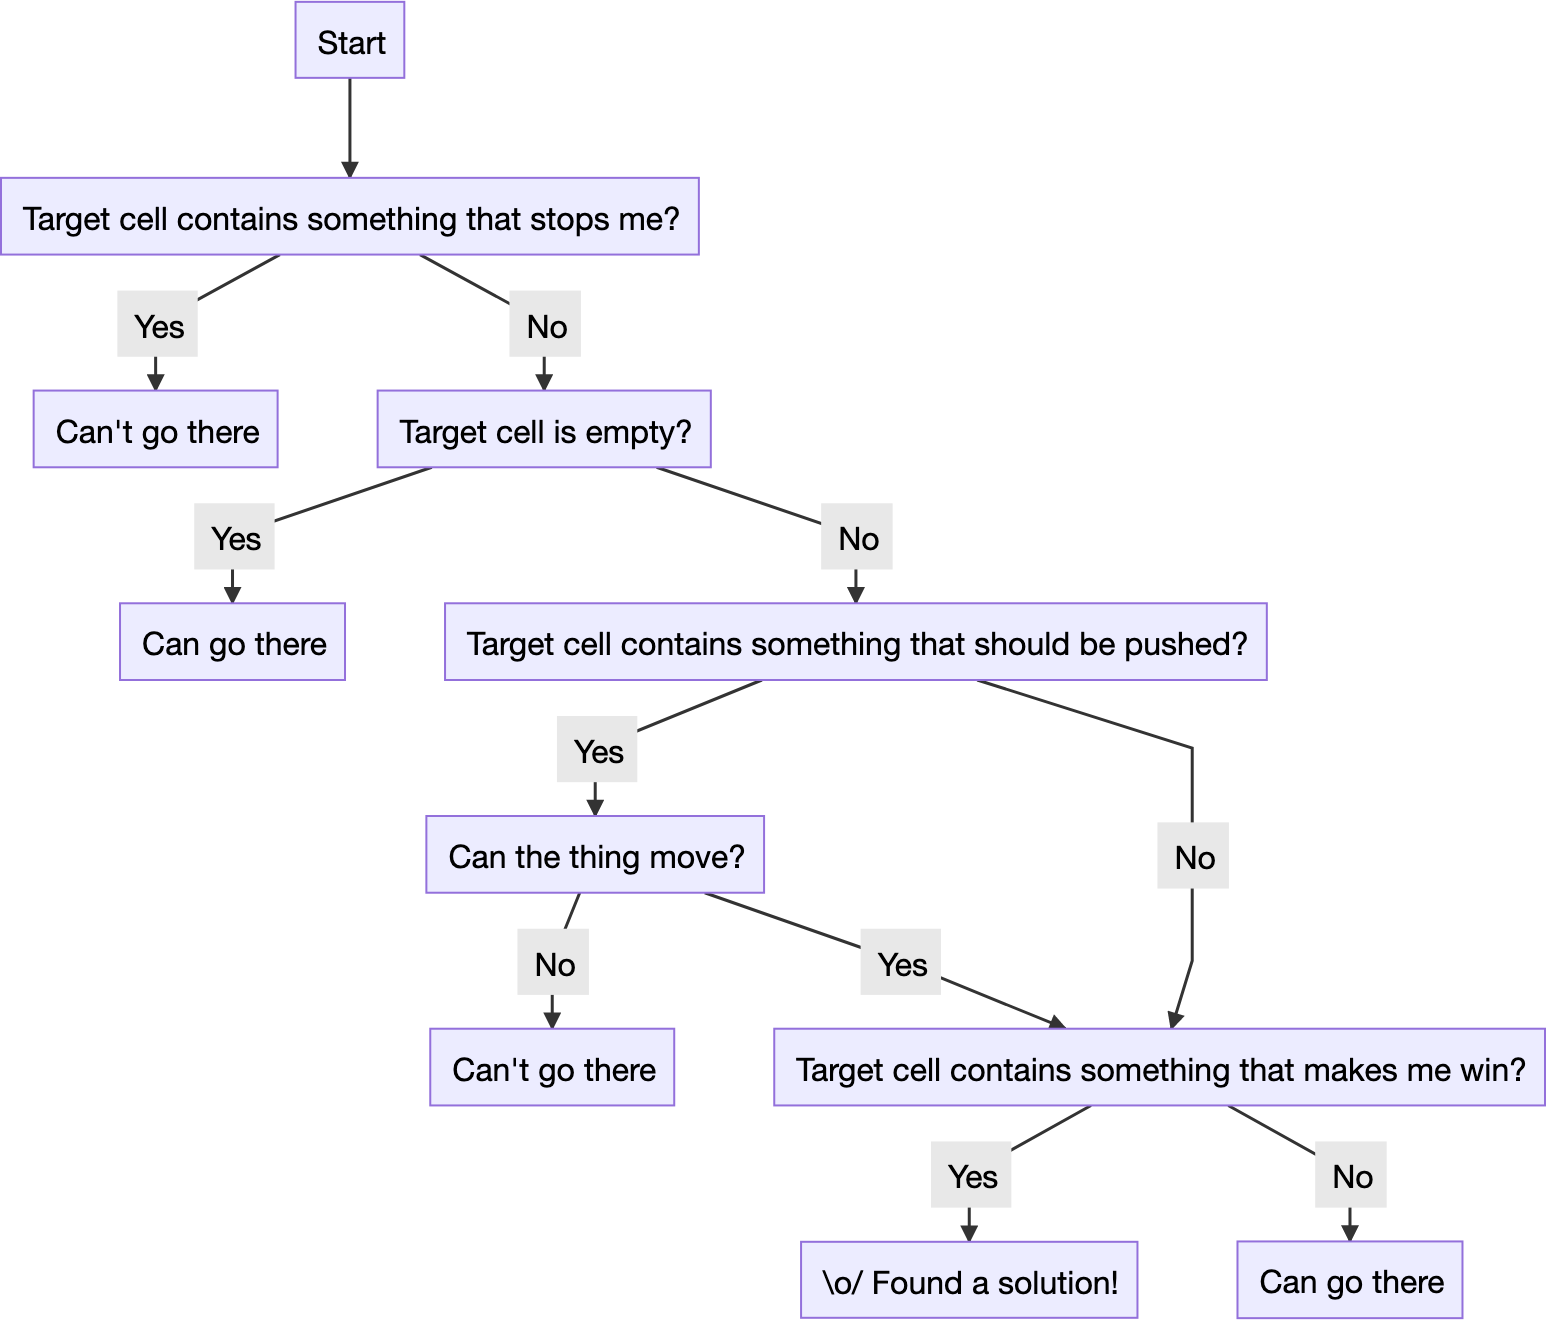 Start
Target cell contains something that stops me?
Yes
No
Can't go there
Target cell is empty?
Yes
No
Can go there
Target cell contains something that should be pushed?
Yes
Can the thing move?
No
No
Yes
Can't go there
Target cell contains something that makes me win?
Yes
No
\o/ Found a solution!
Can go there